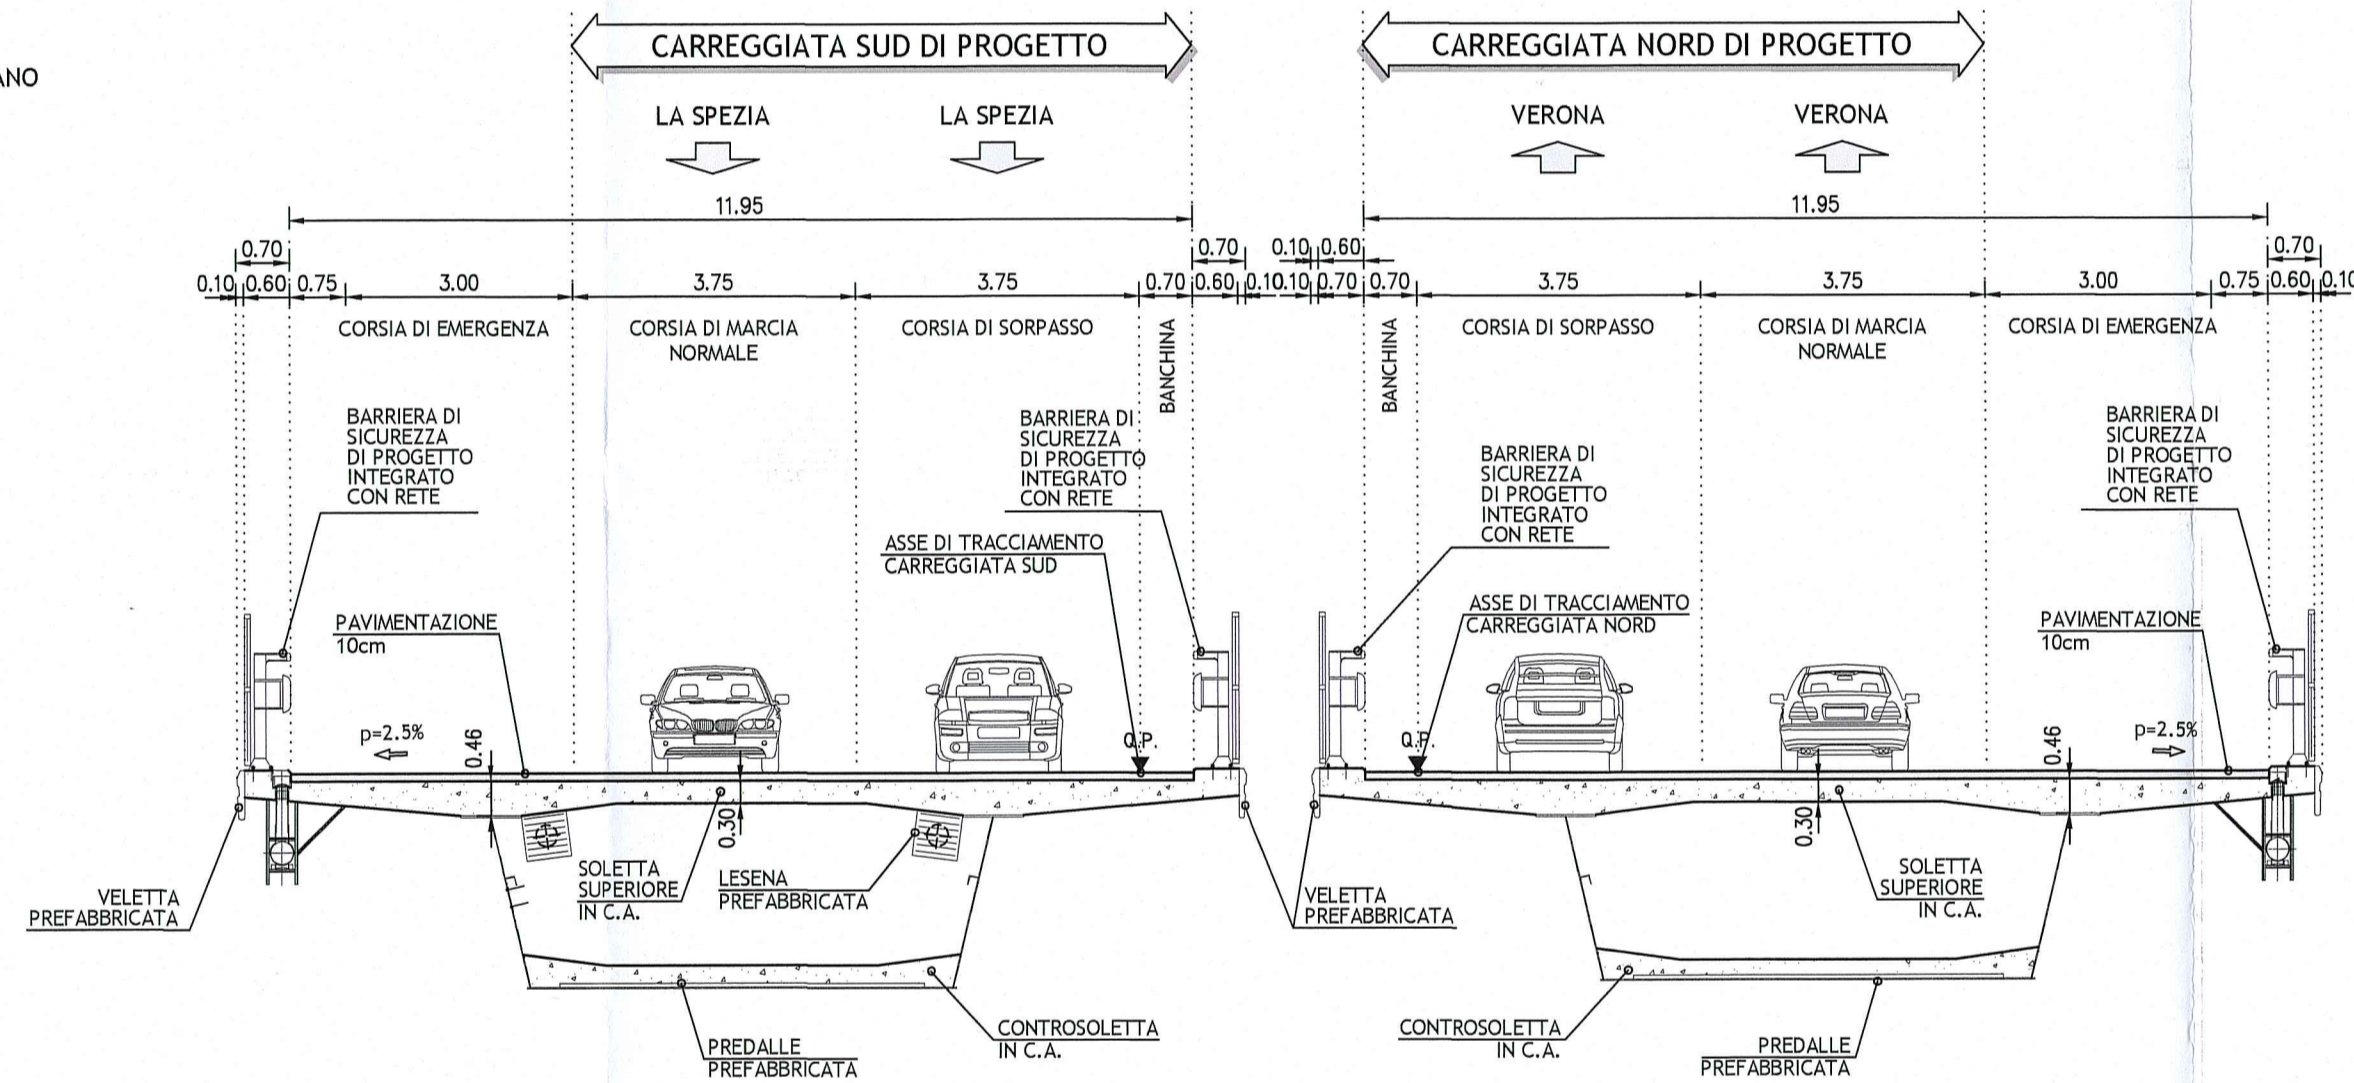 ANO
CARREGGIATA SUD DI PROGETTO
CARREGGIATA NORD DI PROGETTO
LA SPEZIA
LA SPEZIA
VERONA
VERONA
11.95
11.95
0.70
0.70
0.10 0.60
0.70
0.10 0.60 0.75 3.00 3.75 3.75 0.70 0.60 0.10 0.10 0.70 0.70 3.75 3.75 3.00 0.75 0.60 0.10
CORSIA DI EMERGENZA
CORSIA DI MARCIA
NORMALE
CORSIA DI SORPASSO
BANCHINA
BANCHINA
CORSIA DI SORPASSO
CORSIA DI MARCIA
NORMALE
CORSIA DI EMERGENZA
BARRIERA DI
SICUREZZA
DI PROGETTO
INTEGRATO
CON RETE
BARRIERA DI
SICUREZZA
DI PROGETTO
INTEGRATO
CON RETE
BARRIERA DI
SICUREZZA
DI PROGETTO
INTEGRATO
CON RETE
BARRIERA DI
SICUREZZA
DI PROGETTO
INTEGRATO
CON RETE
ASSE DI TRACCIAMENTO
CARREGGIATA SUD
ASSE DI TRACCIAMENTO
CARREGGIATA NORD
PAVIMENTAZIONE
10cm
PAVIMENTAZIONE
10cm
p=2.5%
0.46
Q.P.
Q.P.
0.46
p=2.5%
0.30
0.30
SOLETTA
SUPERIORE
IN C.A.
LESENA
PREFABBRICATA
VELETTA
PREFABBRICATA
VELETTA
PREFABBRICATA
SOLETTA
SUPERIORE
IN C.A.
CONTROSOLETTA
IN C.A.
PREDALLE
PREFABBRICATA
CONTROSOLETTA
IN C.A.
PREDALLE
PREFABBRICATA